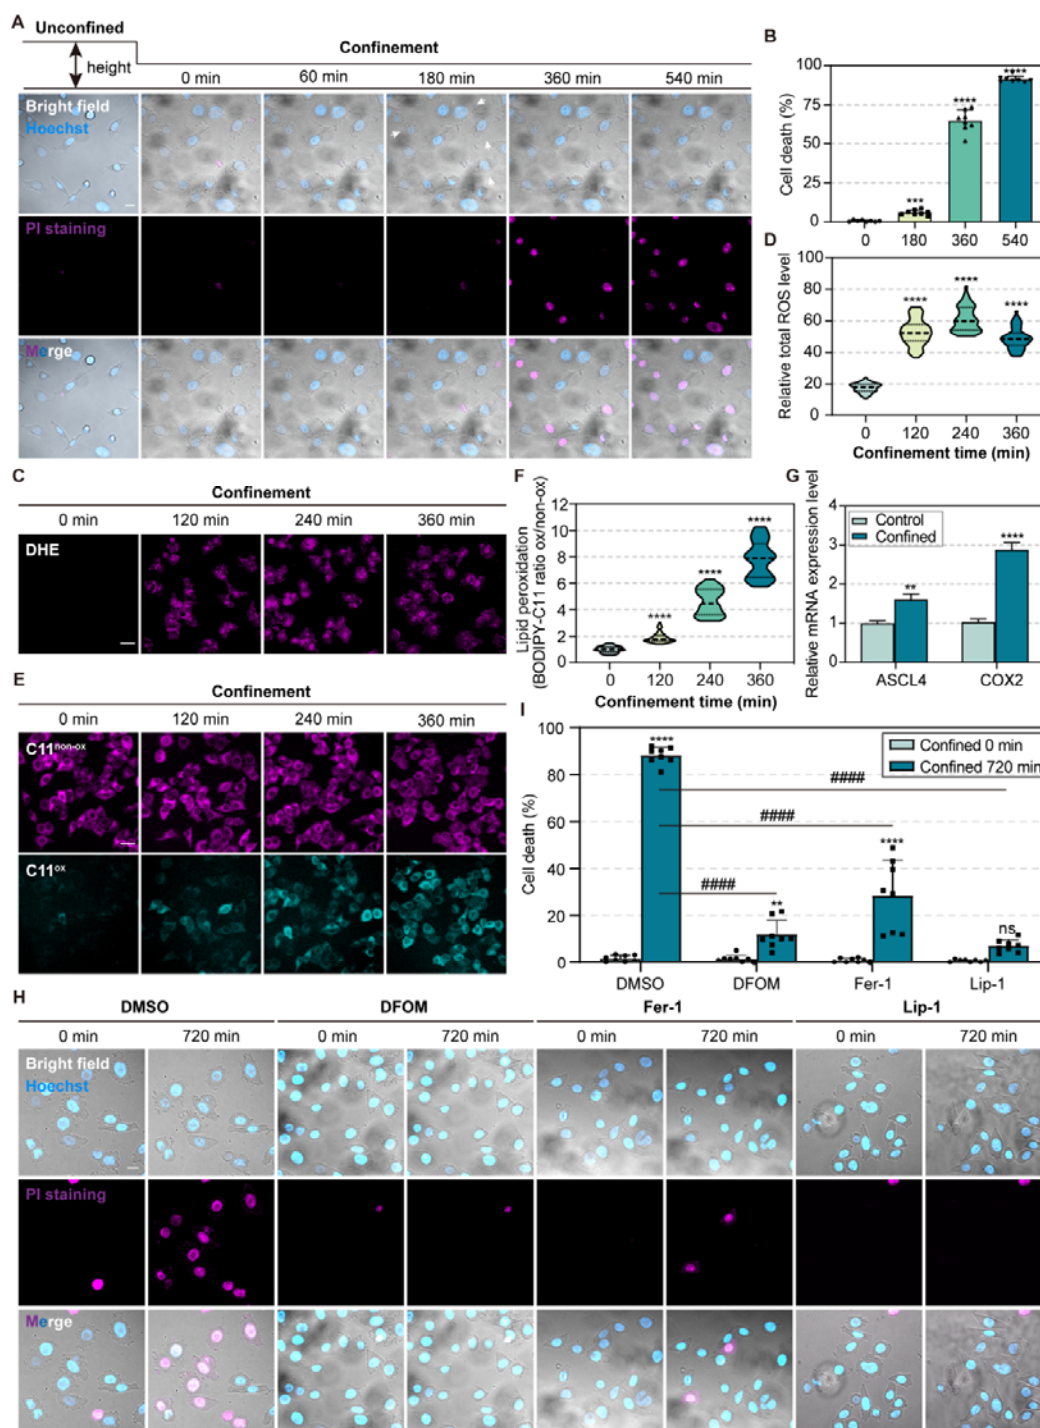 A
Unconfined
Confinement
height
0 min 60 min 180 min 360 min 540 min
Bright field
Hoechst
PI staining
Merge
B
Cell death (%)
100
75
50
25
0
***
****
****
0 180 360 540
D
Relative total ROS level
100
80
60
40
20
0
****
****
****
0 120 240 360
Confinement time (min)
C
Confinement
0 min 120 min 240 min 360 min
DHE
E
Confinement
0 min 120 min 240 min 360 min
C11non-ox
C11ox
F
Lipid peroxidation
(BODIPY-C11 ratio ox/non-ox)
12
10
8
6
4
2
0
****
****
****
0 120 240 360
Confinement time (min)
G
Relative mRNA expression level
4
3
2
1
0
Control
Confined
**
****
ASCL4 COX2
I
Cell death (%)
100
80
60
40
20
0
Confined 0 min
Confined 720 min
****
####
####
####
**
****
ns
DMSO DFOM Fer-1 Lip-1
H
DMSO DFOM Fer-1 Lip-1
0 min 720 min 0 min 720 min 0 min 720 min 0 min 720 min
Bright field
Hoechst
PI staining
Merge